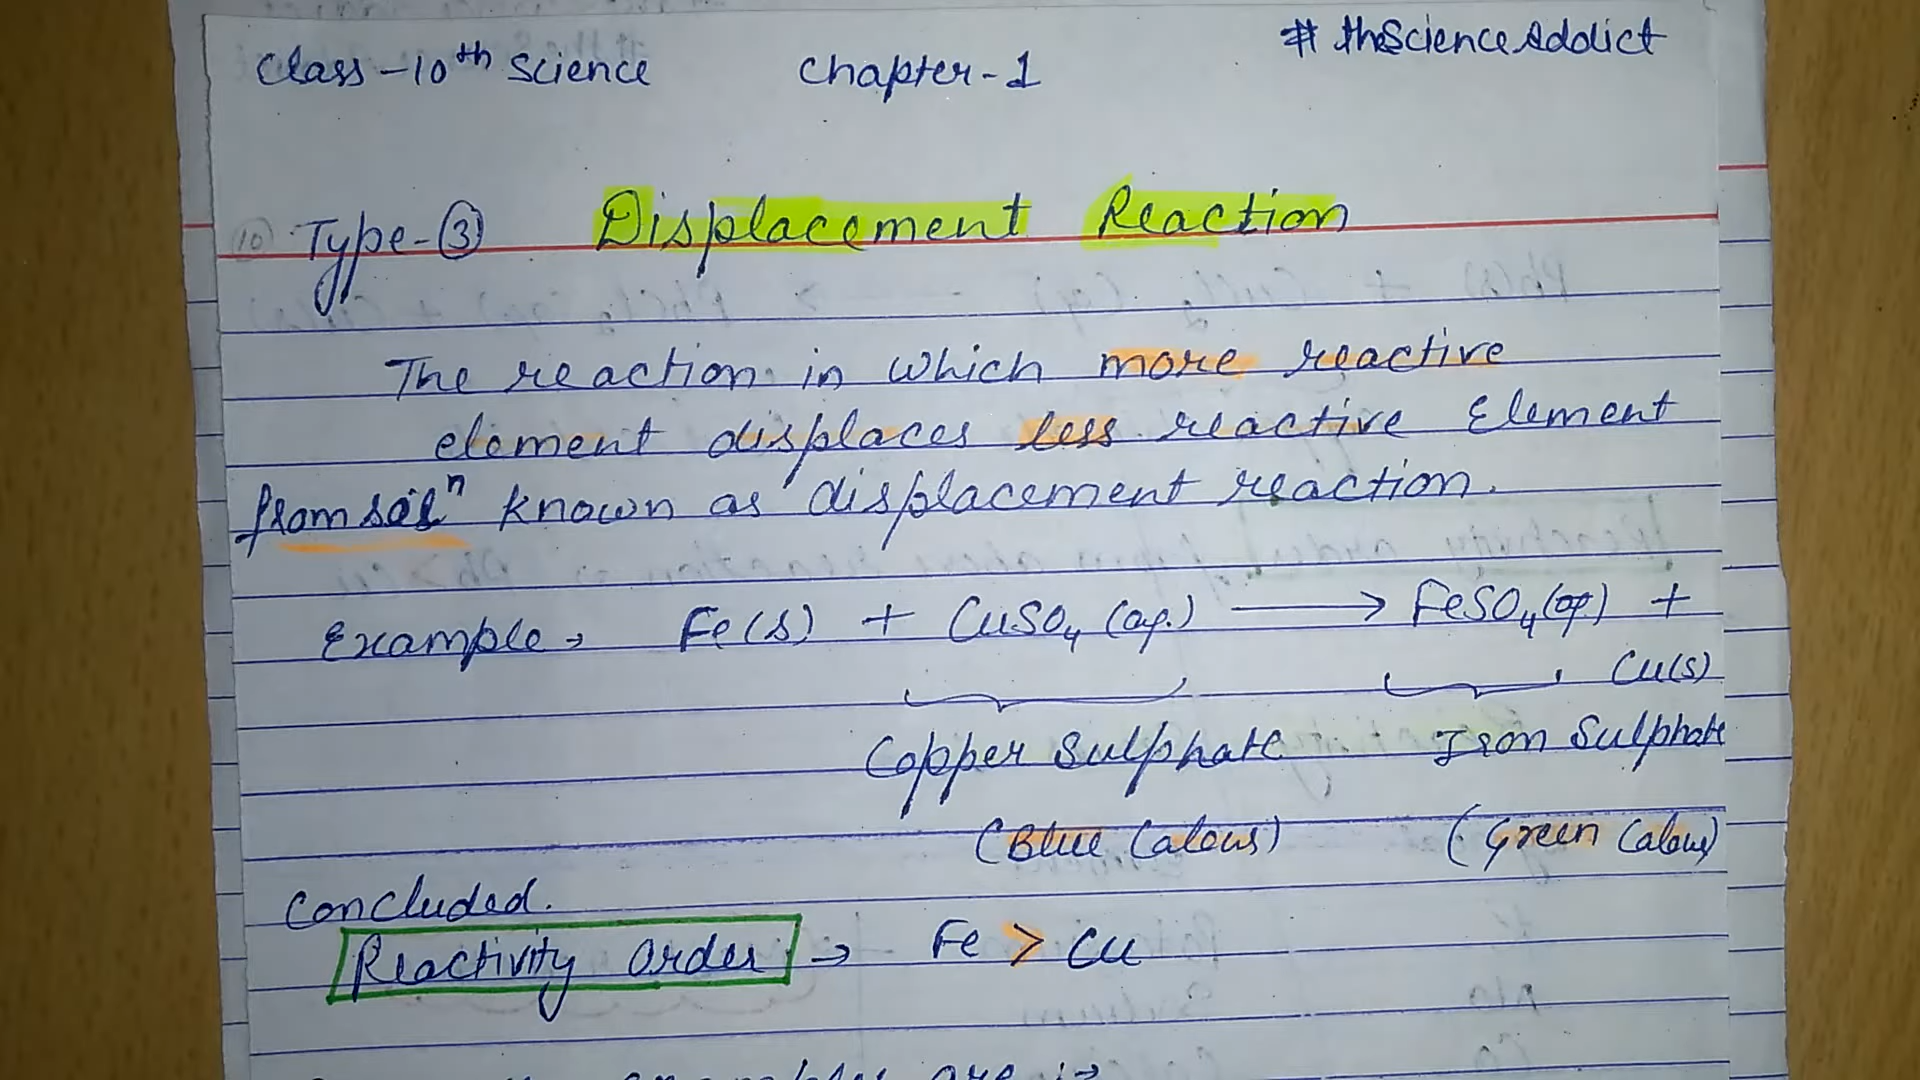 Class-10th Science Chapter-1 # theScienceAddict
10 Type-③ Displacement Reaction
The reaction in which more reactive
element displaces less reactive Element
from solⁿ known as displacement reaction.
Example → Fe(s) + CuSO₄ (aq.) ⟶ FeSO₄(aq) +
Cu(s)
Copper Sulphate Iron Sulphate
(Blue Colour) (Green Colour)
Concluded.
Reactivity Order → Fe > Cu
are